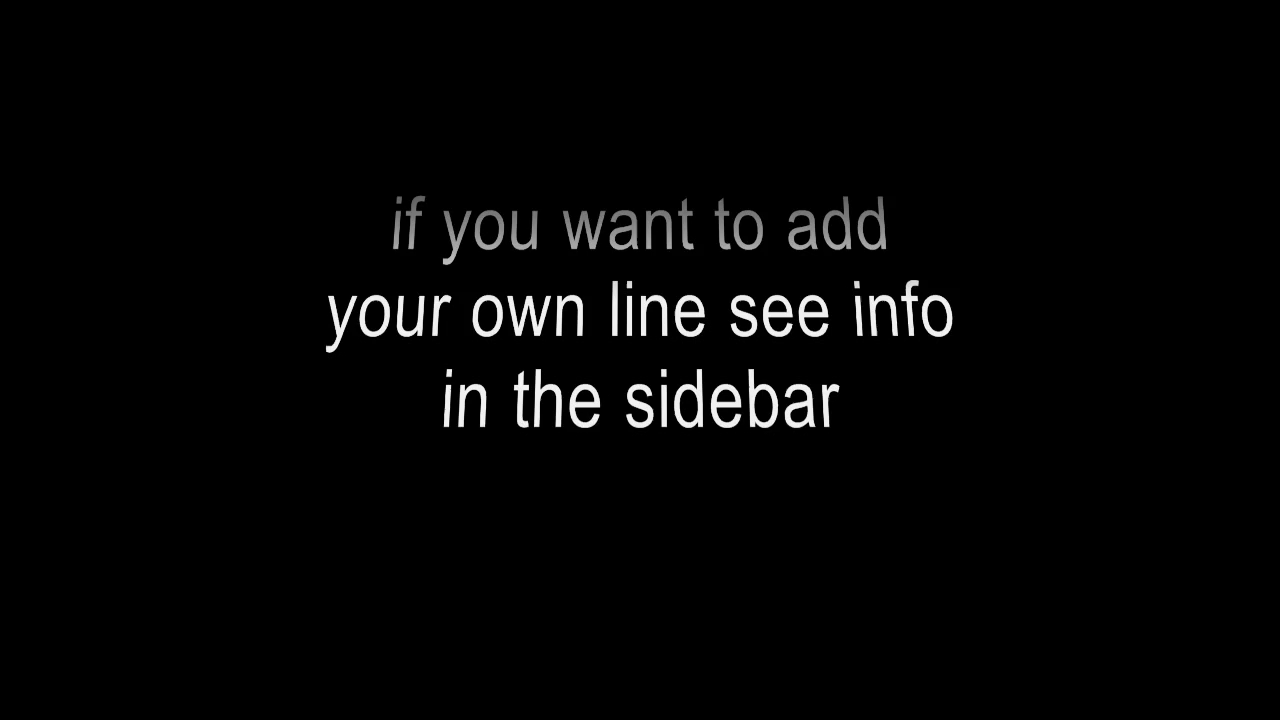 if you want to add
your own line see info
in the sidebar